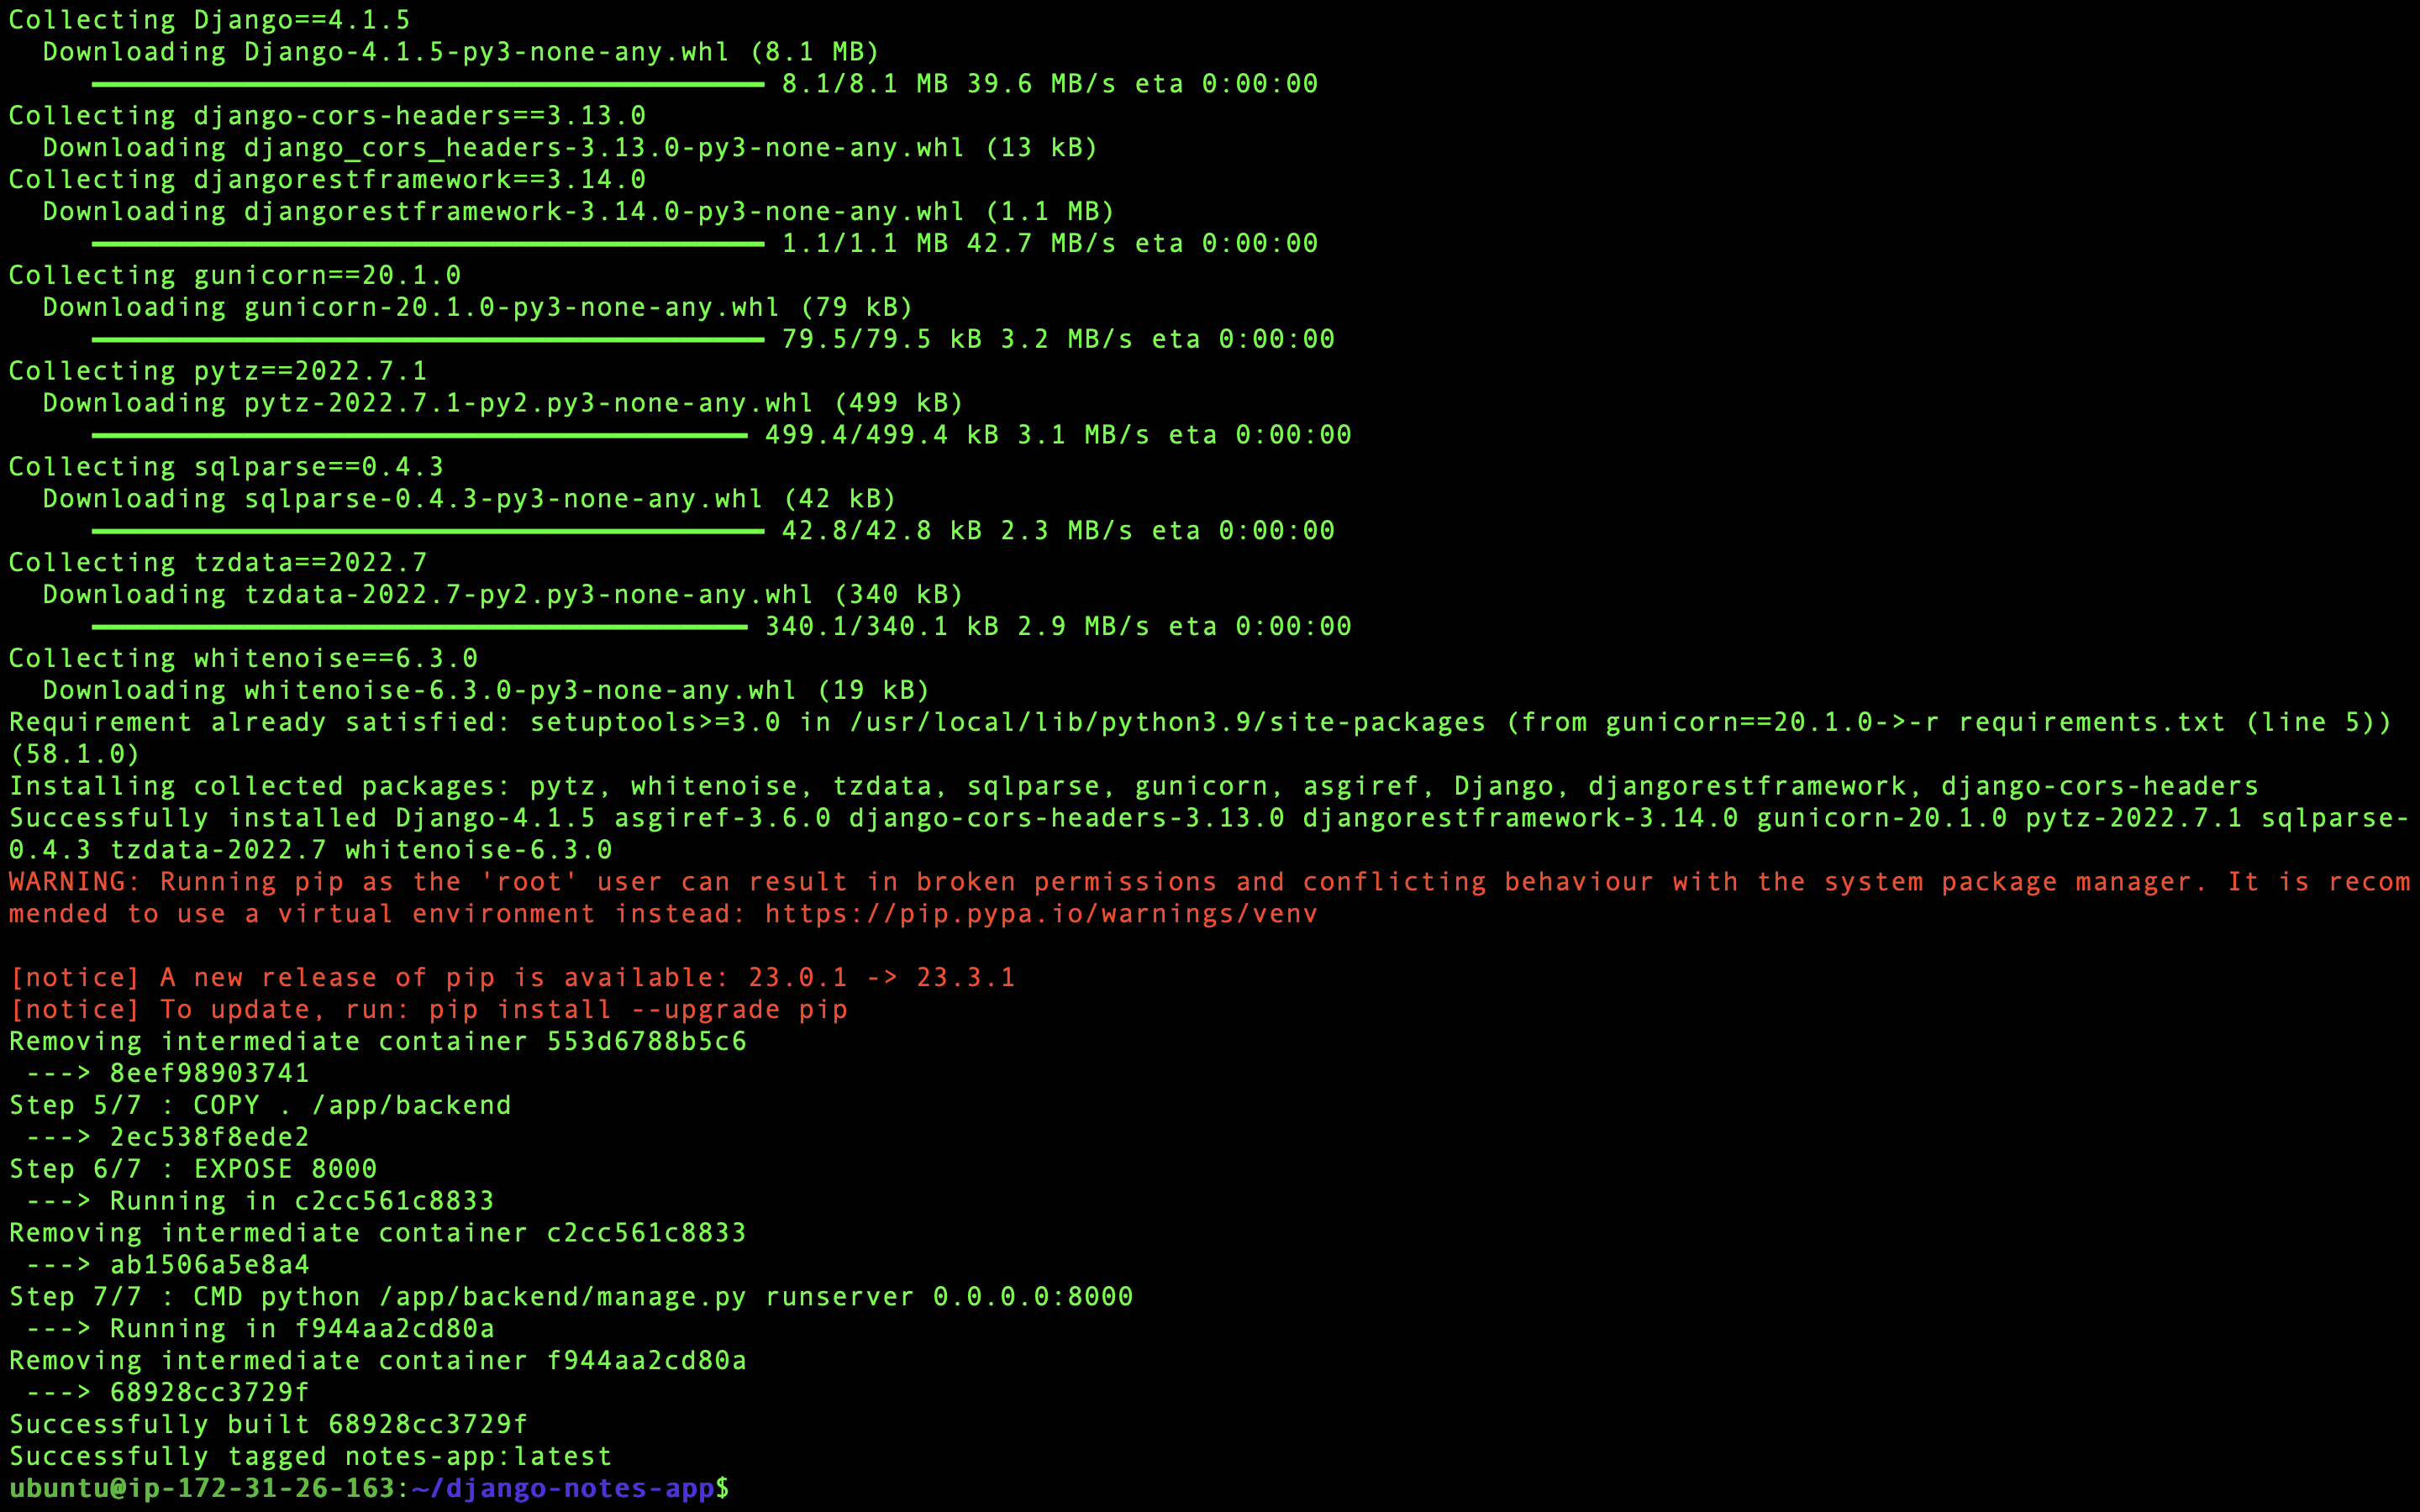 Collecting Django==4.1.5
  Downloading Django-4.1.5-py3-none-any.whl (8.1 MB)
     ━━━━━━━━━━━━━━━━━━━━━━━━━━━━━━━━━━━━━━━━ 8.1/8.1 MB 39.6 MB/s eta 0:00:00
Collecting django-cors-headers==3.13.0
  Downloading django_cors_headers-3.13.0-py3-none-any.whl (13 kB)
Collecting djangorestframework==3.14.0
  Downloading djangorestframework-3.14.0-py3-none-any.whl (1.1 MB)
     ━━━━━━━━━━━━━━━━━━━━━━━━━━━━━━━━━━━━━━━━ 1.1/1.1 MB 42.7 MB/s eta 0:00:00
Collecting gunicorn==20.1.0
  Downloading gunicorn-20.1.0-py3-none-any.whl (79 kB)
     ━━━━━━━━━━━━━━━━━━━━━━━━━━━━━━━━━━━━━━━━ 79.5/79.5 kB 3.2 MB/s eta 0:00:00
Collecting pytz==2022.7.1
  Downloading pytz-2022.7.1-py2.py3-none-any.whl (499 kB)
     ━━━━━━━━━━━━━━━━━━━━━━━━━━━━━━━━━━━━━━━ 499.4/499.4 kB 3.1 MB/s eta 0:00:00
Collecting sqlparse==0.4.3
  Downloading sqlparse-0.4.3-py3-none-any.whl (42 kB)
     ━━━━━━━━━━━━━━━━━━━━━━━━━━━━━━━━━━━━━━━━ 42.8/42.8 kB 2.3 MB/s eta 0:00:00
Collecting tzdata==2022.7
  Downloading tzdata-2022.7-py2.py3-none-any.whl (340 kB)
     ━━━━━━━━━━━━━━━━━━━━━━━━━━━━━━━━━━━━━━━ 340.1/340.1 kB 2.9 MB/s eta 0:00:00
Collecting whitenoise==6.3.0
  Downloading whitenoise-6.3.0-py3-none-any.whl (19 kB)
Requirement already satisfied: setuptools>=3.0 in /usr/local/lib/python3.9/site-packages (from gunicorn==20.1.0->-r requirements.txt (line 5))
(58.1.0)
Installing collected packages: pytz, whitenoise, tzdata, sqlparse, gunicorn, asgiref, Django, djangorestframework, django-cors-headers
Successfully installed Django-4.1.5 asgiref-3.6.0 django-cors-headers-3.13.0 djangorestframework-3.14.0 gunicorn-20.1.0 pytz-2022.7.1 sqlparse-
0.4.3 tzdata-2022.7 whitenoise-6.3.0
WARNING: Running pip as the 'root' user can result in broken permissions and conflicting behaviour with the system package manager. It is recom
mended to use a virtual environment instead: https://pip.pypa.io/warnings/venv

[notice] A new release of pip is available: 23.0.1 -> 23.3.1
[notice] To update, run: pip install --upgrade pip
Removing intermediate container 553d6788b5c6
 ---> 8eef98903741
Step 5/7 : COPY . /app/backend
 ---> 2ec538f8ede2
Step 6/7 : EXPOSE 8000
 ---> Running in c2cc561c8833
Removing intermediate container c2cc561c8833
 ---> ab1506a5e8a4
Step 7/7 : CMD python /app/backend/manage.py runserver 0.0.0.0:8000
 ---> Running in f944aa2cd80a
Removing intermediate container f944aa2cd80a
 ---> 68928cc3729f
Successfully built 68928cc3729f
Successfully tagged notes-app:latest
ubuntu@ip-172-31-26-163:~/django-notes-app$